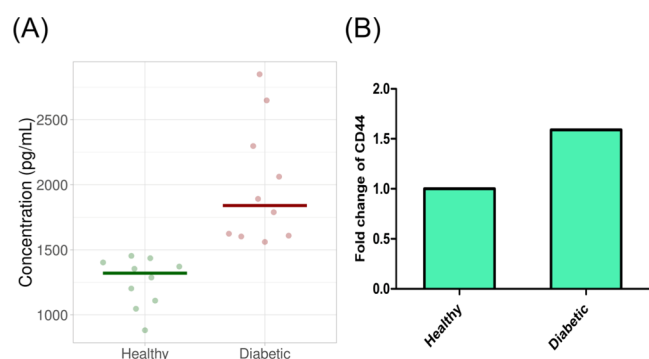 (A)
(B)
Concentration (pg/mL)
2500
2000
1500
1000
Healthy
Diabetic
Fold change of CD44
2.0
1.5
1.0
0.5
0.0
Healthy
Diabetic